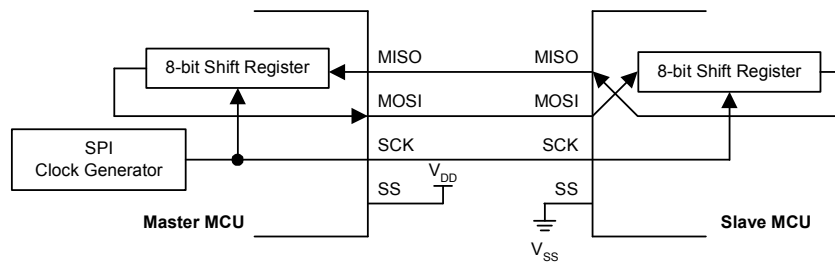 MISO MISO
8-bit Shift Register 8-bit Shift Register
MOSI MOSI
SPI
Clock Generator
SCK SCK
VDD
SS SS
Master MCU Slave MCU
VSS